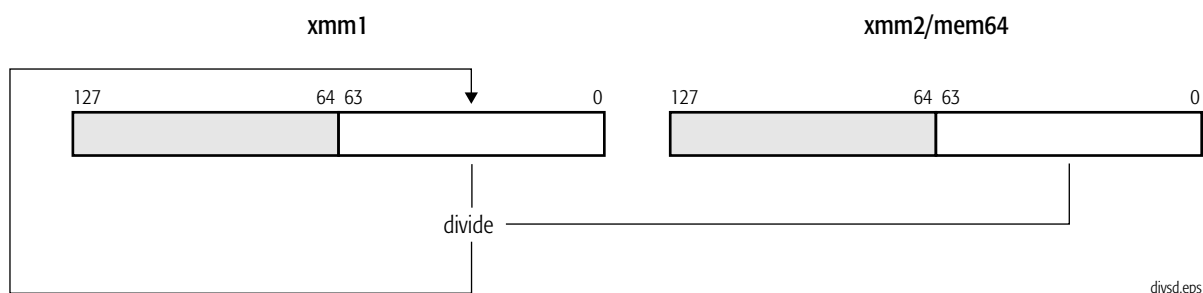 xmm1 xmm2/mem64
127 64 63 0 127 64 63 0
divide
divsd.eps